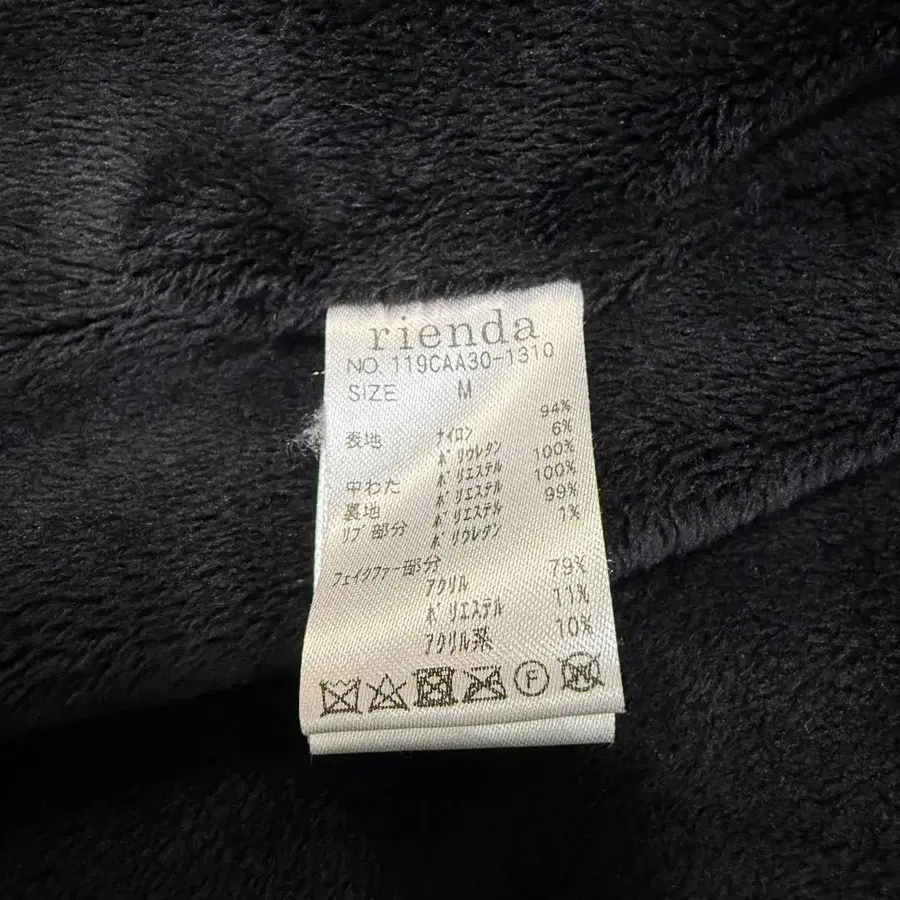 rienda
NO. 119CAA30-1310
SIZE M
表地 ナイロン 94%
ポリウレタン 6%
中わた ポリエステル 100%
裏地 ポリエステル 100%
リブ部分 ポリエステル 99%
ポリウレタン 1%
フェイクファー部分
アクリル 79%
ポリエステル 11%
アクリル系 10%
F
W